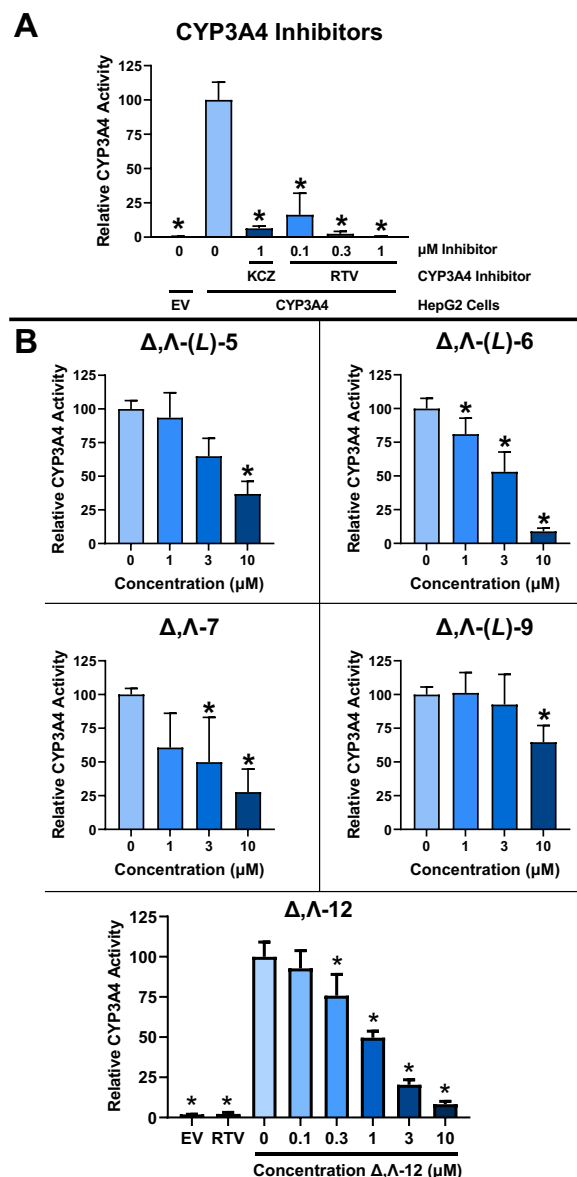 A
CYP3A4 Inhibitors
Relative CYP3A4 Activity
125
100
75
50
25
0
* * * * *
0 0 1 0.1 0.3 1 µM Inhibitor
KCZ RTV CYP3A4 Inhibitor
EV CYP3A4 HepG2 Cells
B
Δ,Λ-(L)-5
Relative CYP3A4 Activity
125
100
75
50
25
0
*
0 1 3 10
Concentration (µM)
Δ,Λ-(L)-6
Relative CYP3A4 Activity
125
100
75
50
25
0
* * *
0 1 3 10
Concentration (µM)
Δ,Λ-7
Relative CYP3A4 Activity
125
100
75
50
25
0
* *
0 1 3 10
Concentration (µM)
Δ,Λ-(L)-9
Relative CYP3A4 Activity
125
100
75
50
25
0
*
0 1 3 10
Concentration (µM)
Δ,Λ-12
Relative CYP3A4 Activity
125
100
75
50
25
0
* * * * * *
EV RTV 0 0.1 0.3 1 3 10
Concentration Δ,Λ-12 (µM)